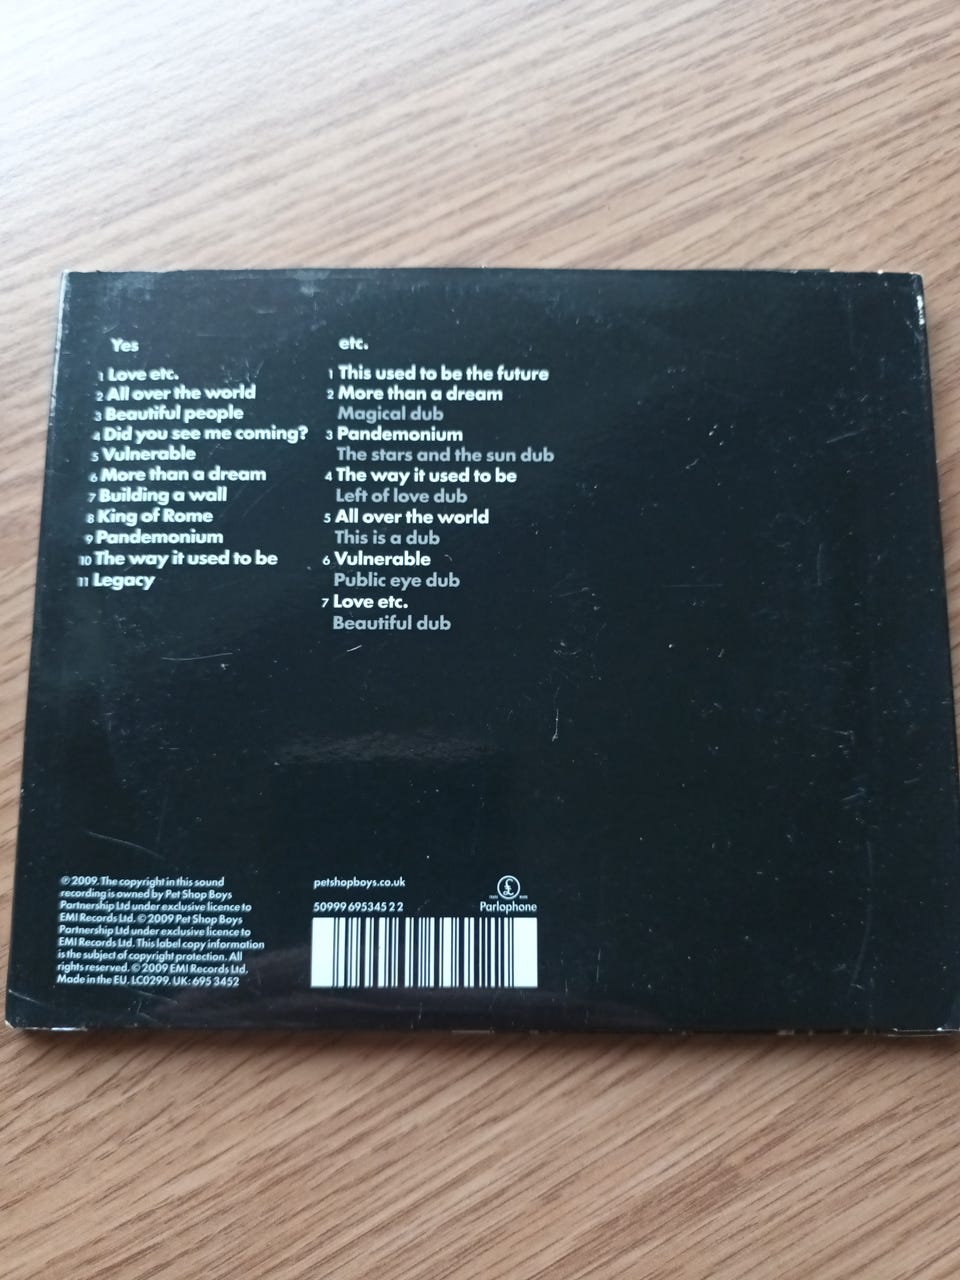 Yes
1 Love etc.
2 All over the world
3 Beautiful people
4 Did you see me coming?
5 Vulnerable
6 More than a dream
7 Building a wall
8 King of Rome
9 Pandemonium
10 The way it used to be
11 Legacy
etc.
1 This used to be the future
2 More than a dream
Magical dub
3 Pandemonium
The stars and the sun dub
4 The way it used to be
Left of love dub
5 All over the world
This is a dub
6 Vulnerable
Public eye dub
7 Love etc.
Beautiful dub
℗ 2009. The copyright in this sound
recording is owned by Pet Shop Boys
Partnership Ltd under exclusive licence to
EMI Records Ltd. © 2009 Pet Shop Boys
Partnership Ltd under exclusive licence to
EMI Records Ltd. This label copy information
is the subject of copyright protection. All
rights reserved. © 2009 EMI Records Ltd.
Made in the EU. LC0299. UK: 695 3452
petshopboys.co.uk
50999 695345 2 2
£
Parlophone